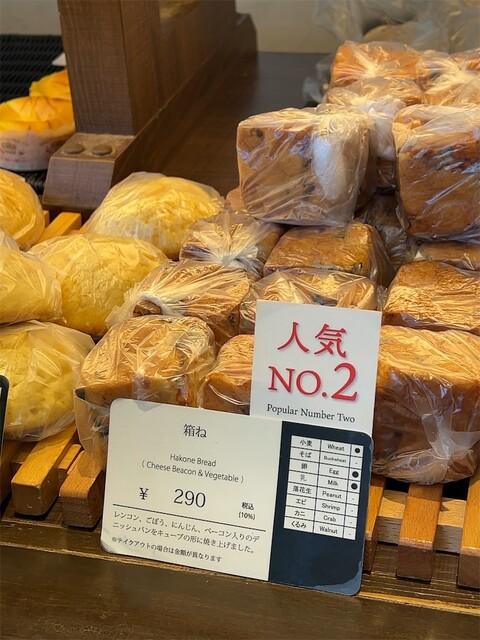 人気
NO.2
Popular Number Two
箱ね
Hakone Bread
( Cheese Beacon & Vegetable )
¥ 290 税込
(10%)
レンコン、ごぼう、にんじん、ベーコン入りのデ
ニッシュパンをキューブの形に焼き上げました。
※テイクアウトの場合は金額が異なります
小麦 Wheat ●
そば Buckwheat
卵 Egg ●
乳 Milk ●
落花生 Peanut
エビ Shrimp
カニ Crab
くるみ Walnut